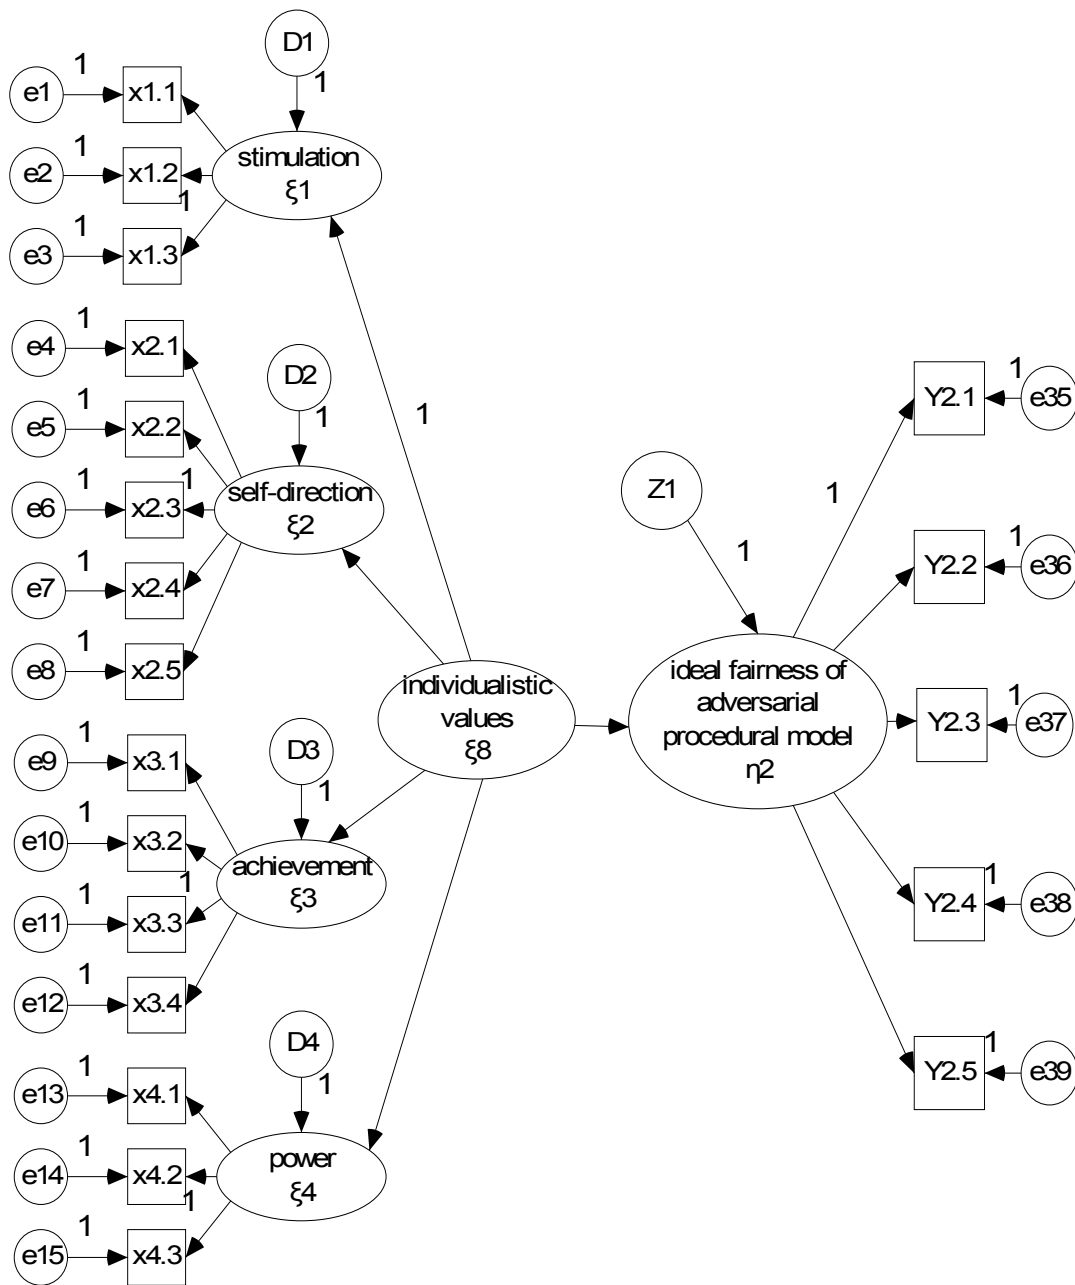 D1
1
1
e1
x1.1
stimulation
ξ1
1
e2
x1.2
1
1
e3
x1.3
1
e4
x2.1
D2
1
1
e5
x2.2
1
self-direction
ξ2
1
e6
x2.3
1
1
e7
x2.4
1
e8
x2.5
individualistic
values
ξ8
D3
1
1
e9
x3.1
achievement
ξ3
1
e10
x3.2
1
1
e11
x3.3
1
e12
x3.4
D4
1
1
e13
x4.1
power
ξ4
1
e14
x4.2
1
1
e15
x4.3
Z1
1
ideal fairness of
adversarial
procedural model
η2
1
Y2.1
1
e35
Y2.2
1
e36
Y2.3
1
e37
Y2.4
1
e38
Y2.5
1
e39